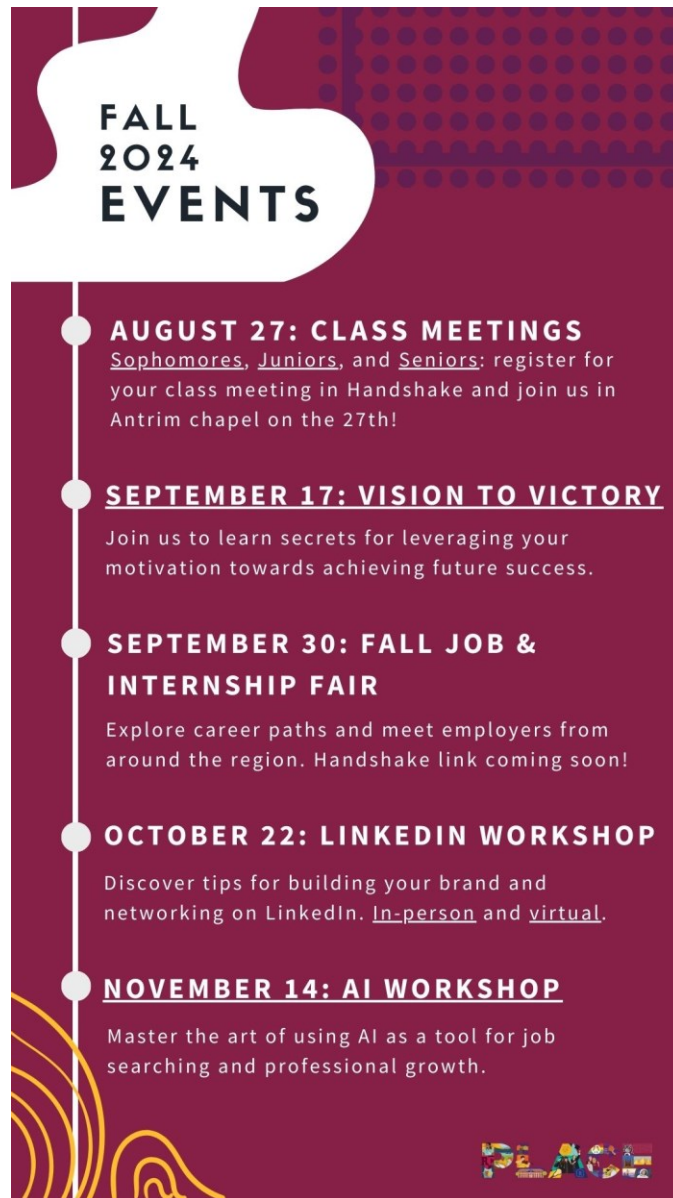 FALL
2024
EVENTS
AUGUST 27: CLASS MEETINGS
Sophomores, Juniors, and Seniors: register for
your class meeting in Handshake and join us in
Antrim chapel on the 27th!
SEPTEMBER 17: VISION TO VICTORY
Join us to learn secrets for leveraging your
motivation towards achieving future success.
SEPTEMBER 30: FALL JOB &
INTERNSHIP FAIR
Explore career paths and meet employers from
around the region. Handshake link coming soon!
OCTOBER 22: LINKEDIN WORKSHOP
Discover tips for building your brand and
networking on LinkedIn. In-person and virtual.
NOVEMBER 14: AI WORKSHOP
Master the art of using AI as a tool for job
searching and professional growth.
PLACE